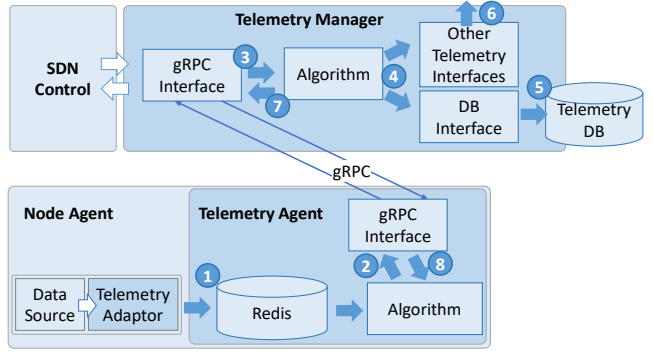 Telemetry Manager
6
SDN
Control
gRPC
Interface
3
7
Algorithm
4
Other
Telemetry
Interfaces
DB
Interface
5
Telemetry
DB
gRPC
Node Agent
Telemetry Agent
gRPC
Interface
2
8
1
Data
Source
Telemetry
Adaptor
Redis
Algorithm